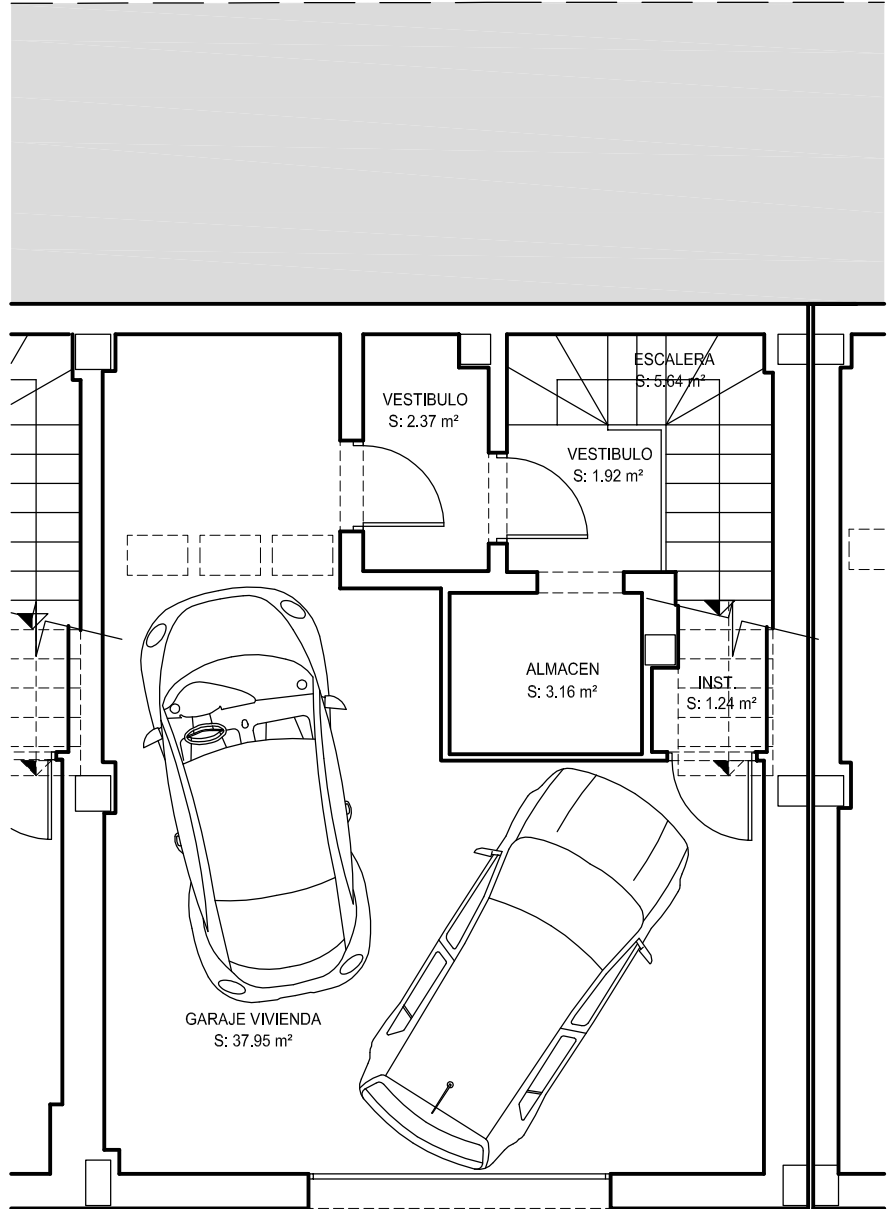 ESCALERA
S: 5.64 m²
VESTIBULO
S: 2.37 m²
VESTIBULO
S: 1.92 m²
ALMACEN
S: 3.16 m²
INST.
S: 1.24 m²
GARAJE VIVIENDA
S: 37.95 m²